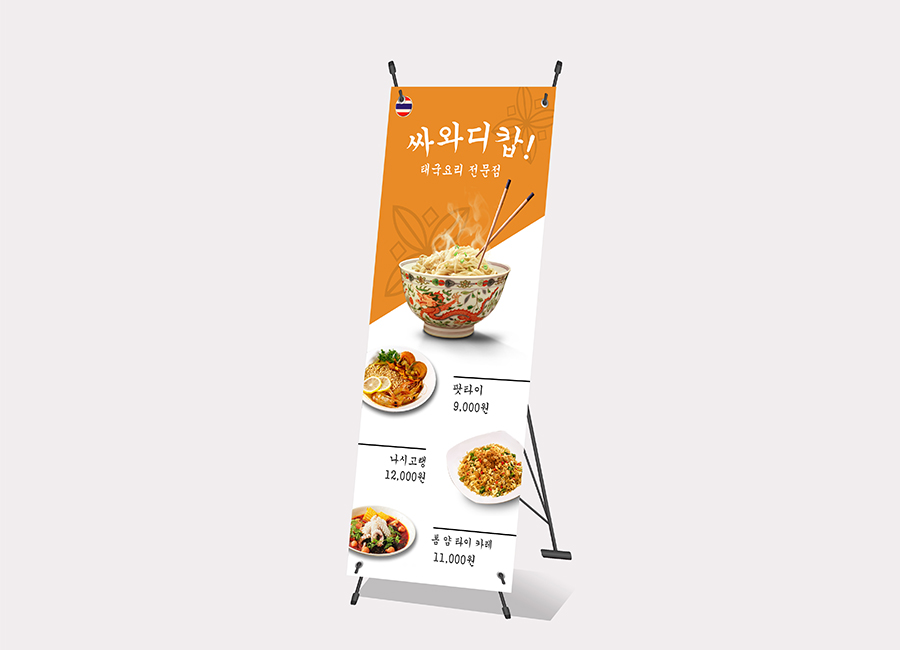 싸와디캅!
태국요리 전문점
팟타이
9.000원
나시고랭
12.000원
똠 얌 타이 카레
11.000원